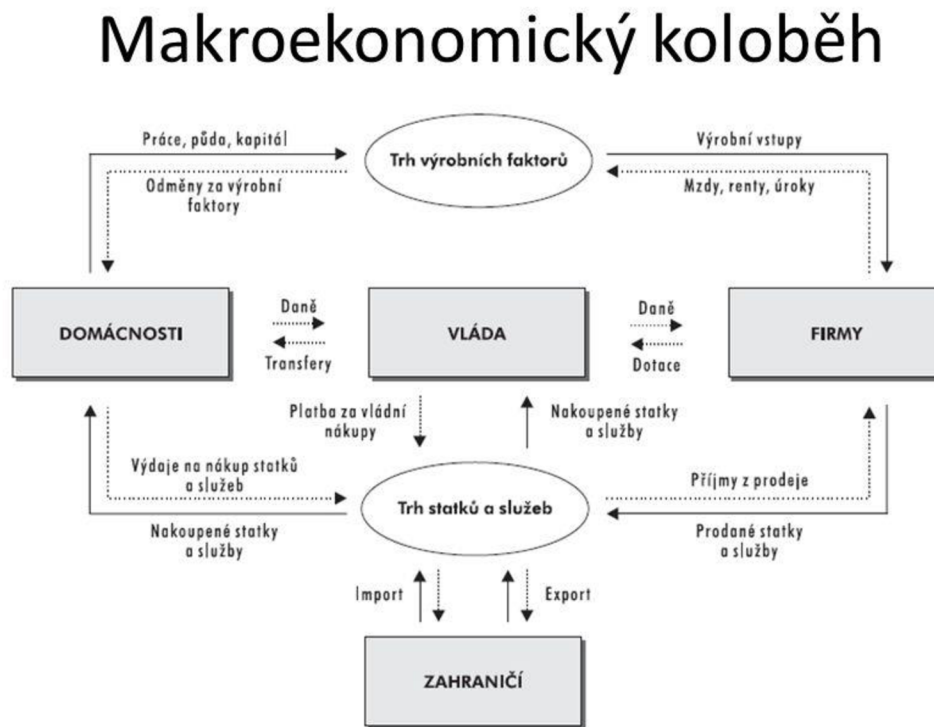 Makroekonomický koloběh
Práce, půda, kapitál
Trh výrobních faktorů
Výrobní vstupy
Odměny za výrobní
faktory
Mzdy, renty, úroky
DOMÁCNOSTI
Daně
Transfery
VLÁDA
Daně
Dotace
FIRMY
Platba za vládní
nákupy
Nakoupené statky
a služby
Výdaje na nákup statků
a služeb
Trh statků a služeb
Příjmy z prodeje
Nakoupené statky
a služby
Prodané statky
a služby
Import
Export
ZAHRANIČÍ